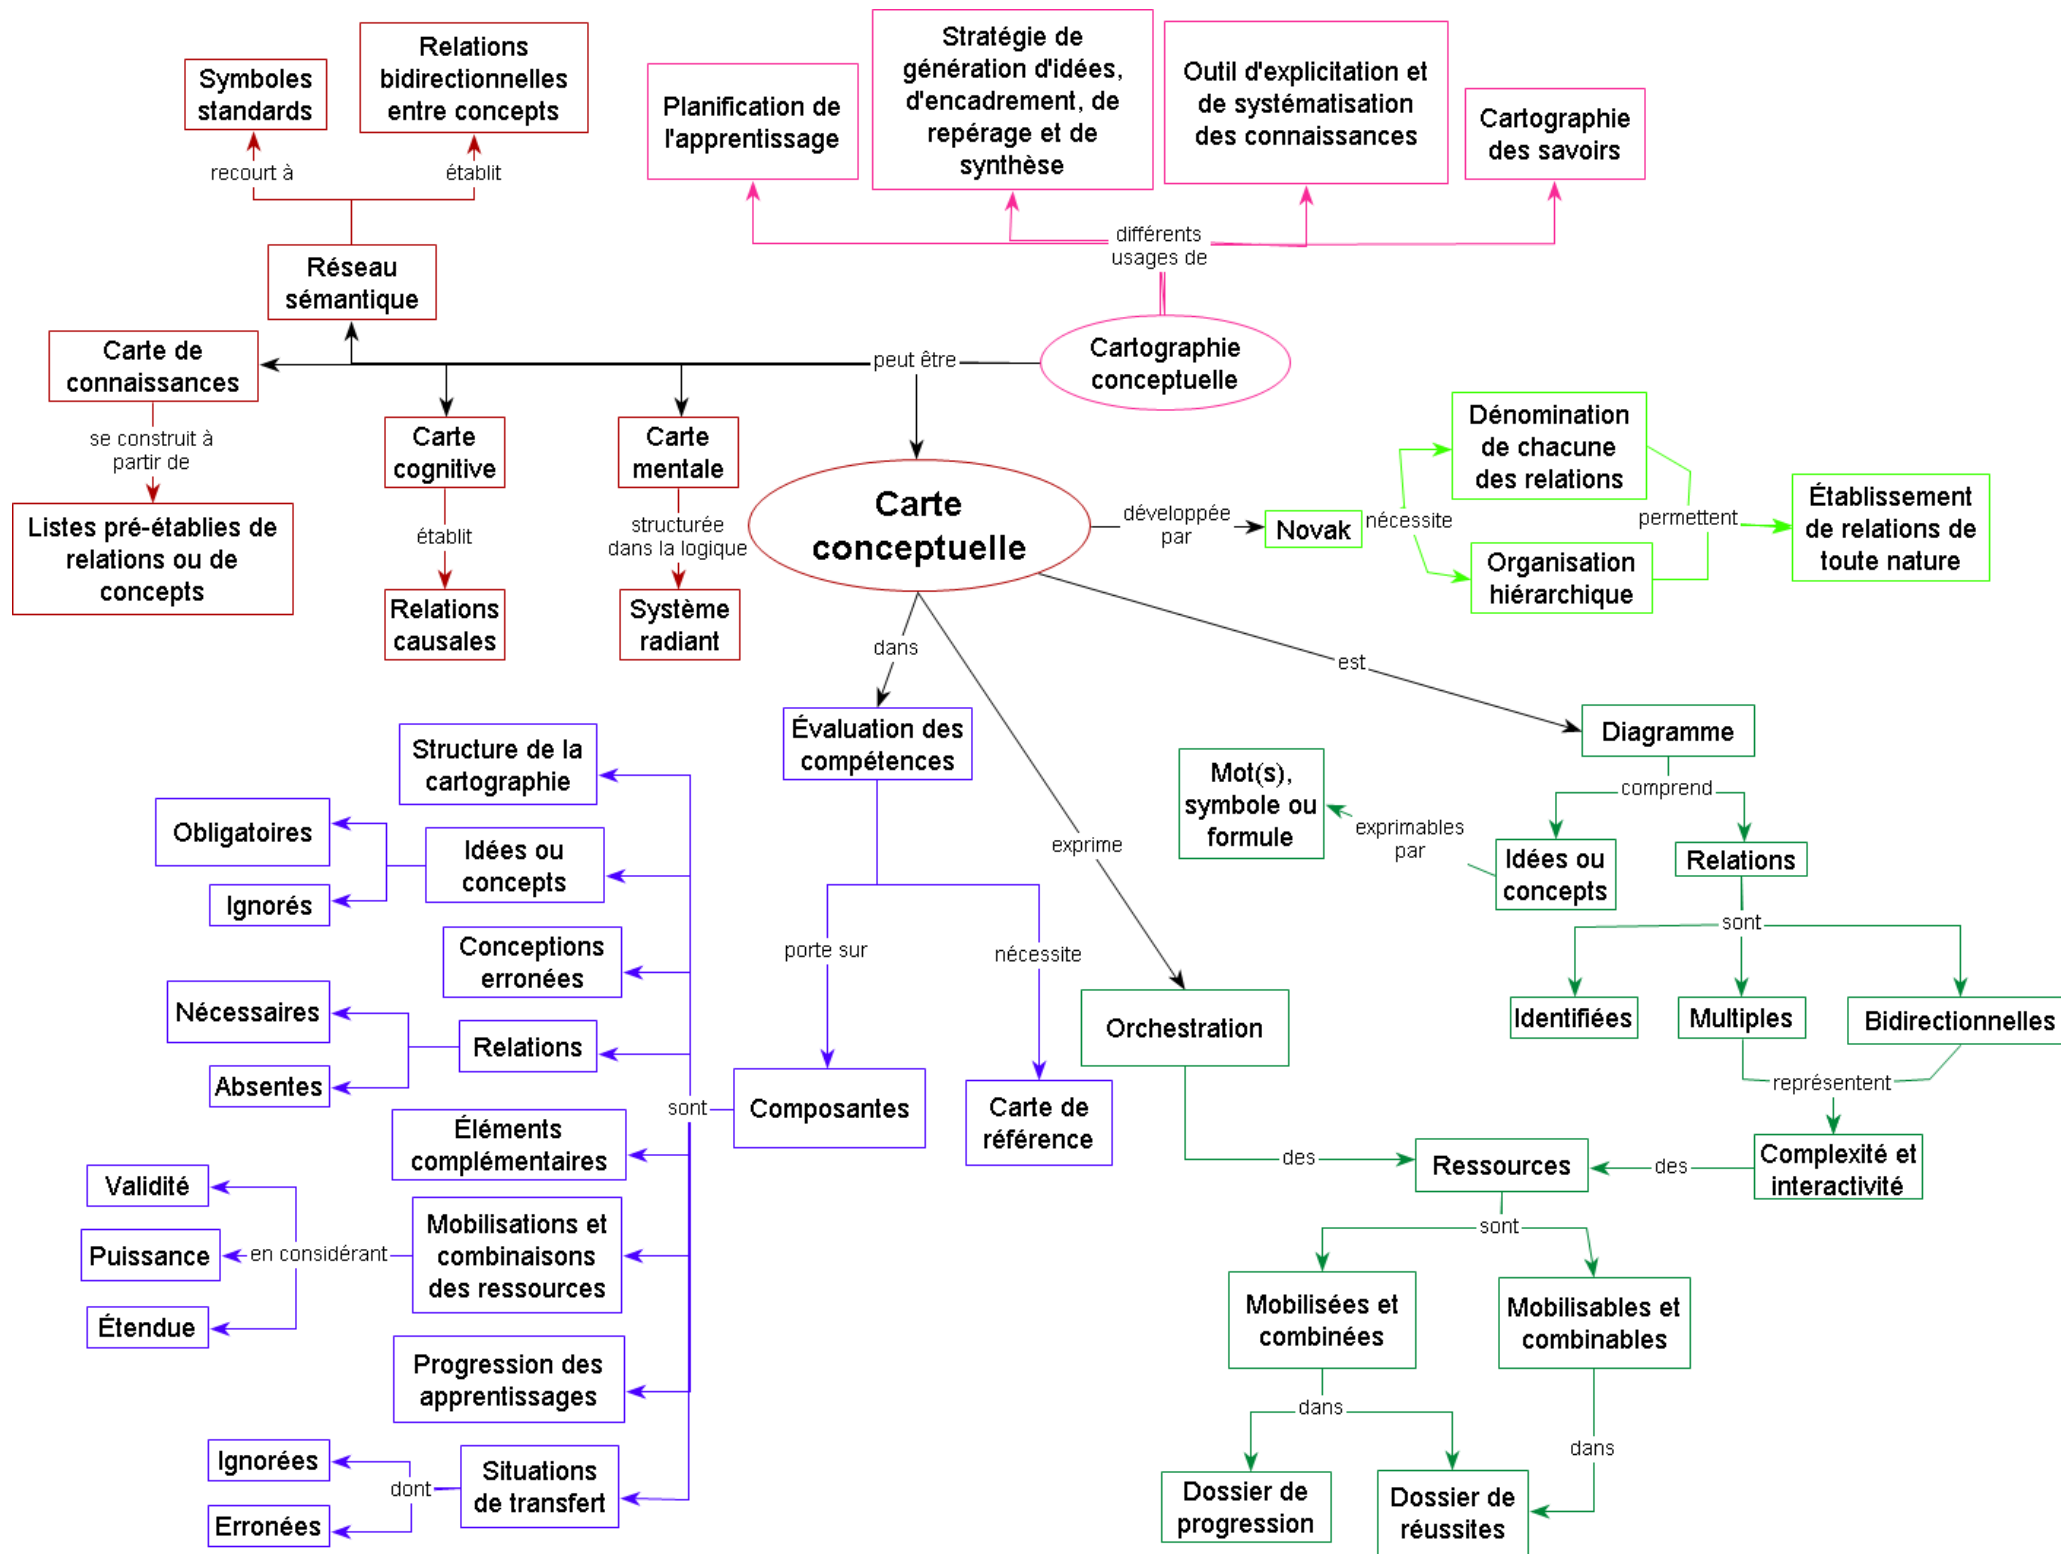 Symboles
standards
Relations
bidirectionnelles
entre concepts
Planification de
l'apprentissage
Stratégie de
génération d'idées,
d'encadrement, de
repérage et de
synthèse
Outil d'explicitation et
de systématisation
des connaissances
Cartographie
des savoirs
recourt à
établit
différents
usages de
Réseau
sémantique
Carte de
connaissances
peut être
Cartographie
conceptuelle
se construit à
partir de
Listes pré-établies de
relations ou de
concepts
Carte
cognitive
établit
Relations
causales
Carte
mentale
structurée
dans la logique
Système
radiant
Carte
conceptuelle
développée
par
Novak
nécessite
Dénomination
de chacune
des relations
Organisation
hiérarchique
permettent
Établissement
de relations de
toute nature
dans
exprime
est
Évaluation des
compétences
porte sur
nécessite
Composantes
Carte de
référence
sont
Structure de la
cartographie
Idées ou
concepts
Obligatoires
Ignorés
Conceptions
erronées
Relations
Nécessaires
Absentes
Éléments
complémentaires
Mobilisations et
combinaisons
des ressources
en considérant
Validité
Puissance
Étendue
Progression des
apprentissages
Situations
de transfert
dont
Ignorées
Erronées
Diagramme
comprend
Idées ou
concepts
exprimables
par
Mot(s),
symbole ou
formule
Relations
sont
Identifiées
Multiples
Bidirectionnelles
représentent
Complexité et
interactivité
des
Orchestration
des
Ressources
sont
Mobilisées et
combinées
Mobilisables et
combinables
dans
dans
Dossier de
progression
Dossier de
réussites